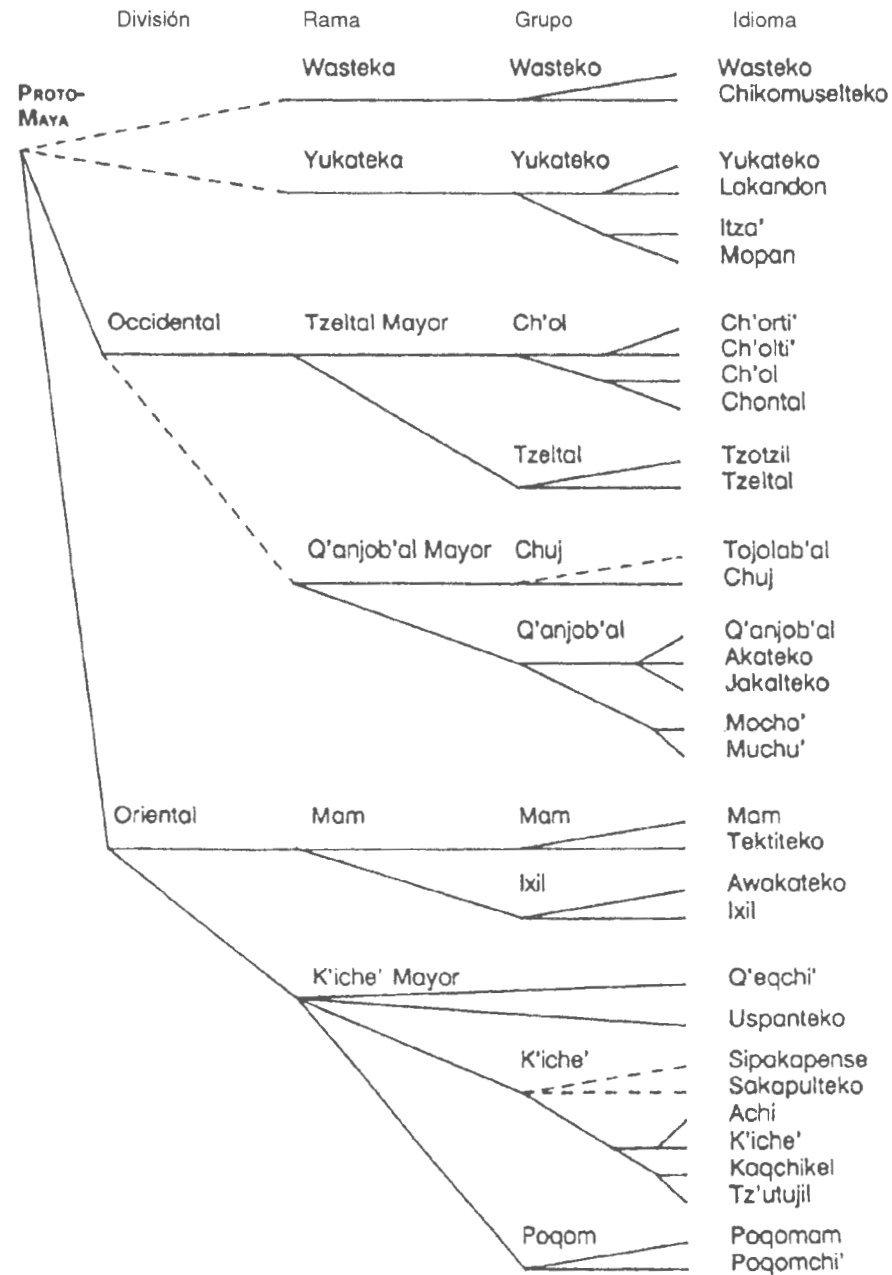 División Rama Grupo Idioma
PROTO-
MAYA
Wasteka Wasteko Wasteko
Chikomuselteko
Yukateka Yukateko Yukateko
Lakandon
Itza'
Mopan
Occidental Tzeltal Mayor Ch'ol Ch'orti'
Ch'olti'
Ch'ol
Chontal
Tzeltal Tzotzil
Tzeltal
Q'anjob'al Mayor Chuj Tojolab'al
Chuj
Q'anjob'al Q'anjob'al
Akateko
Jakalteko
Mocho'
Muchu'
Oriental Mam Mam Mam
Tektiteko
Ixil Awakateko
Ixil
K'iche' Mayor Q'eqchi'
Uspanteko
K'iche' Sipakapense
Sakapulteko
Achi
K'iche'
Kaqchikel
Tz'utujil
Poqom Poqomam
Poqomchi'